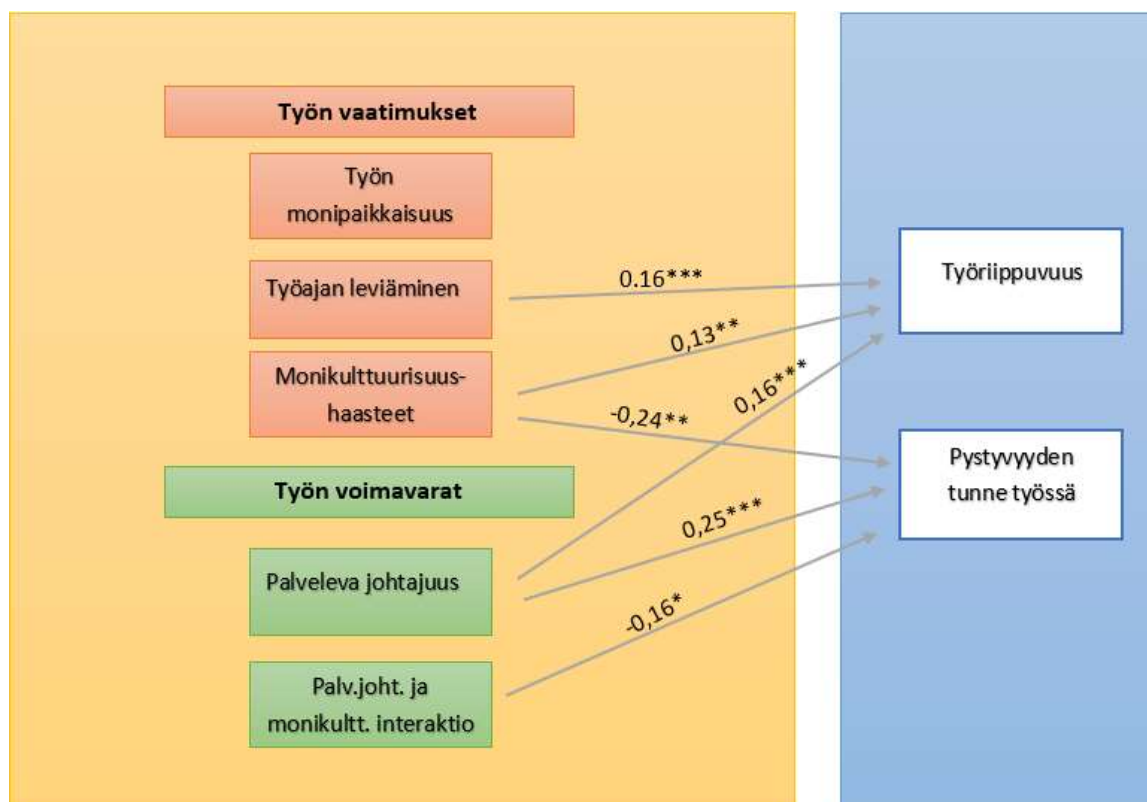 Työn vaatimukset
Työn
monipaikkaisuus
Työajan leviäminen
Monikulttuurisuus-
haasteet
Työn voimavarat
Palveleva johtajuus
Palv.joht. ja
monikultt. interaktio
0.16***
0,13**
0,16***
-0,24**
0,25***
-0,16*
Työriippuvuus
Pystyvyyden
tunne työssä